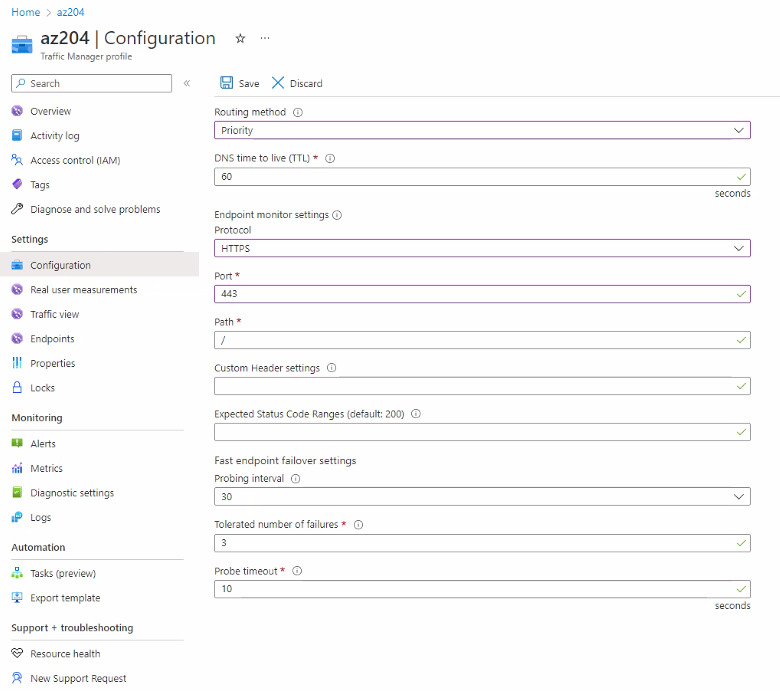 Home > az204
az204 | Configuration ☆ ...
Traffic Manager profile
Search «
Overview
Activity log
Access control (IAM)
Tags
Diagnose and solve problems
Settings
Configuration
Real user measurements
Traffic view
Endpoints
Properties
Locks
Monitoring
Alerts
Metrics
Diagnostic settings
Logs
Automation
Tasks (preview)
Export template
Support + troubleshooting
Resource health
New Support Request
Save Discard
Routing method
Priority
DNS time to live (TTL) *
60
seconds
Endpoint monitor settings
Protocol
HTTPS
Port *
443
Path *
/
Custom Header settings
Expected Status Code Ranges (default: 200)
Fast endpoint failover settings
Probing interval
30
Tolerated number of failures *
3
Probe timeout *
10
seconds